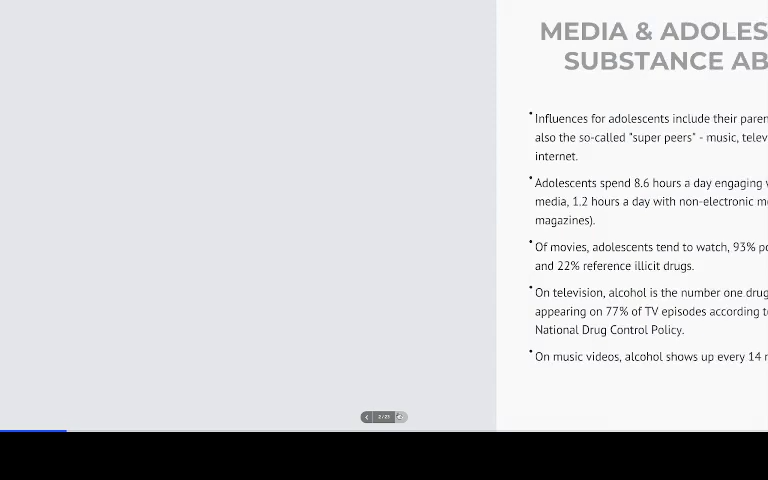 MEDIA & ADOLES
SUBSTANCE AB
• Influences for adolescents include their paren
also the so-called "super peers" - music, telev
internet.
• Adolescents spend 8.6 hours a day engaging
media, 1.2 hours a day with non-electronic m
magazines).
• Of movies, adolescents tend to watch, 93% po
and 22% reference illicit drugs.
• On television, alcohol is the number one drug
appearing on 77% of TV episodes according to
National Drug Control Policy.
• On music videos, alcohol shows up every 14
2 / 23